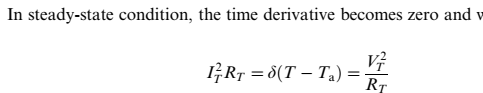 In steady-state condition, the time derivative becomes zero and
I_T^2 R_T = δ(T − T_a) = V_T^2 / R_T